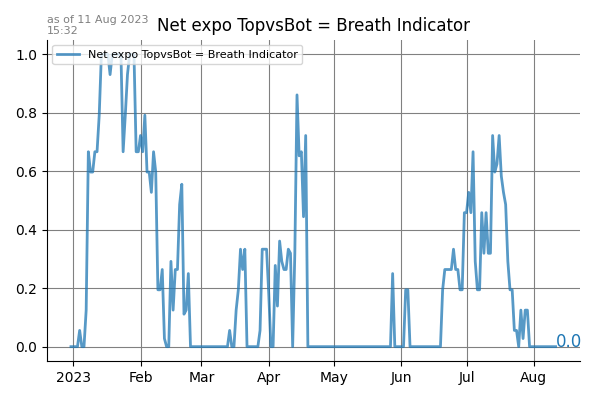 as of 11 Aug 2023
15:32
Net expo TopvsBot = Breath Indicator
Net expo TopvsBot = Breath Indicator
1.0
0.8
0.6
0.4
0.2
0.0
0.0
2023 Feb Mar Apr May Jun Jul Aug